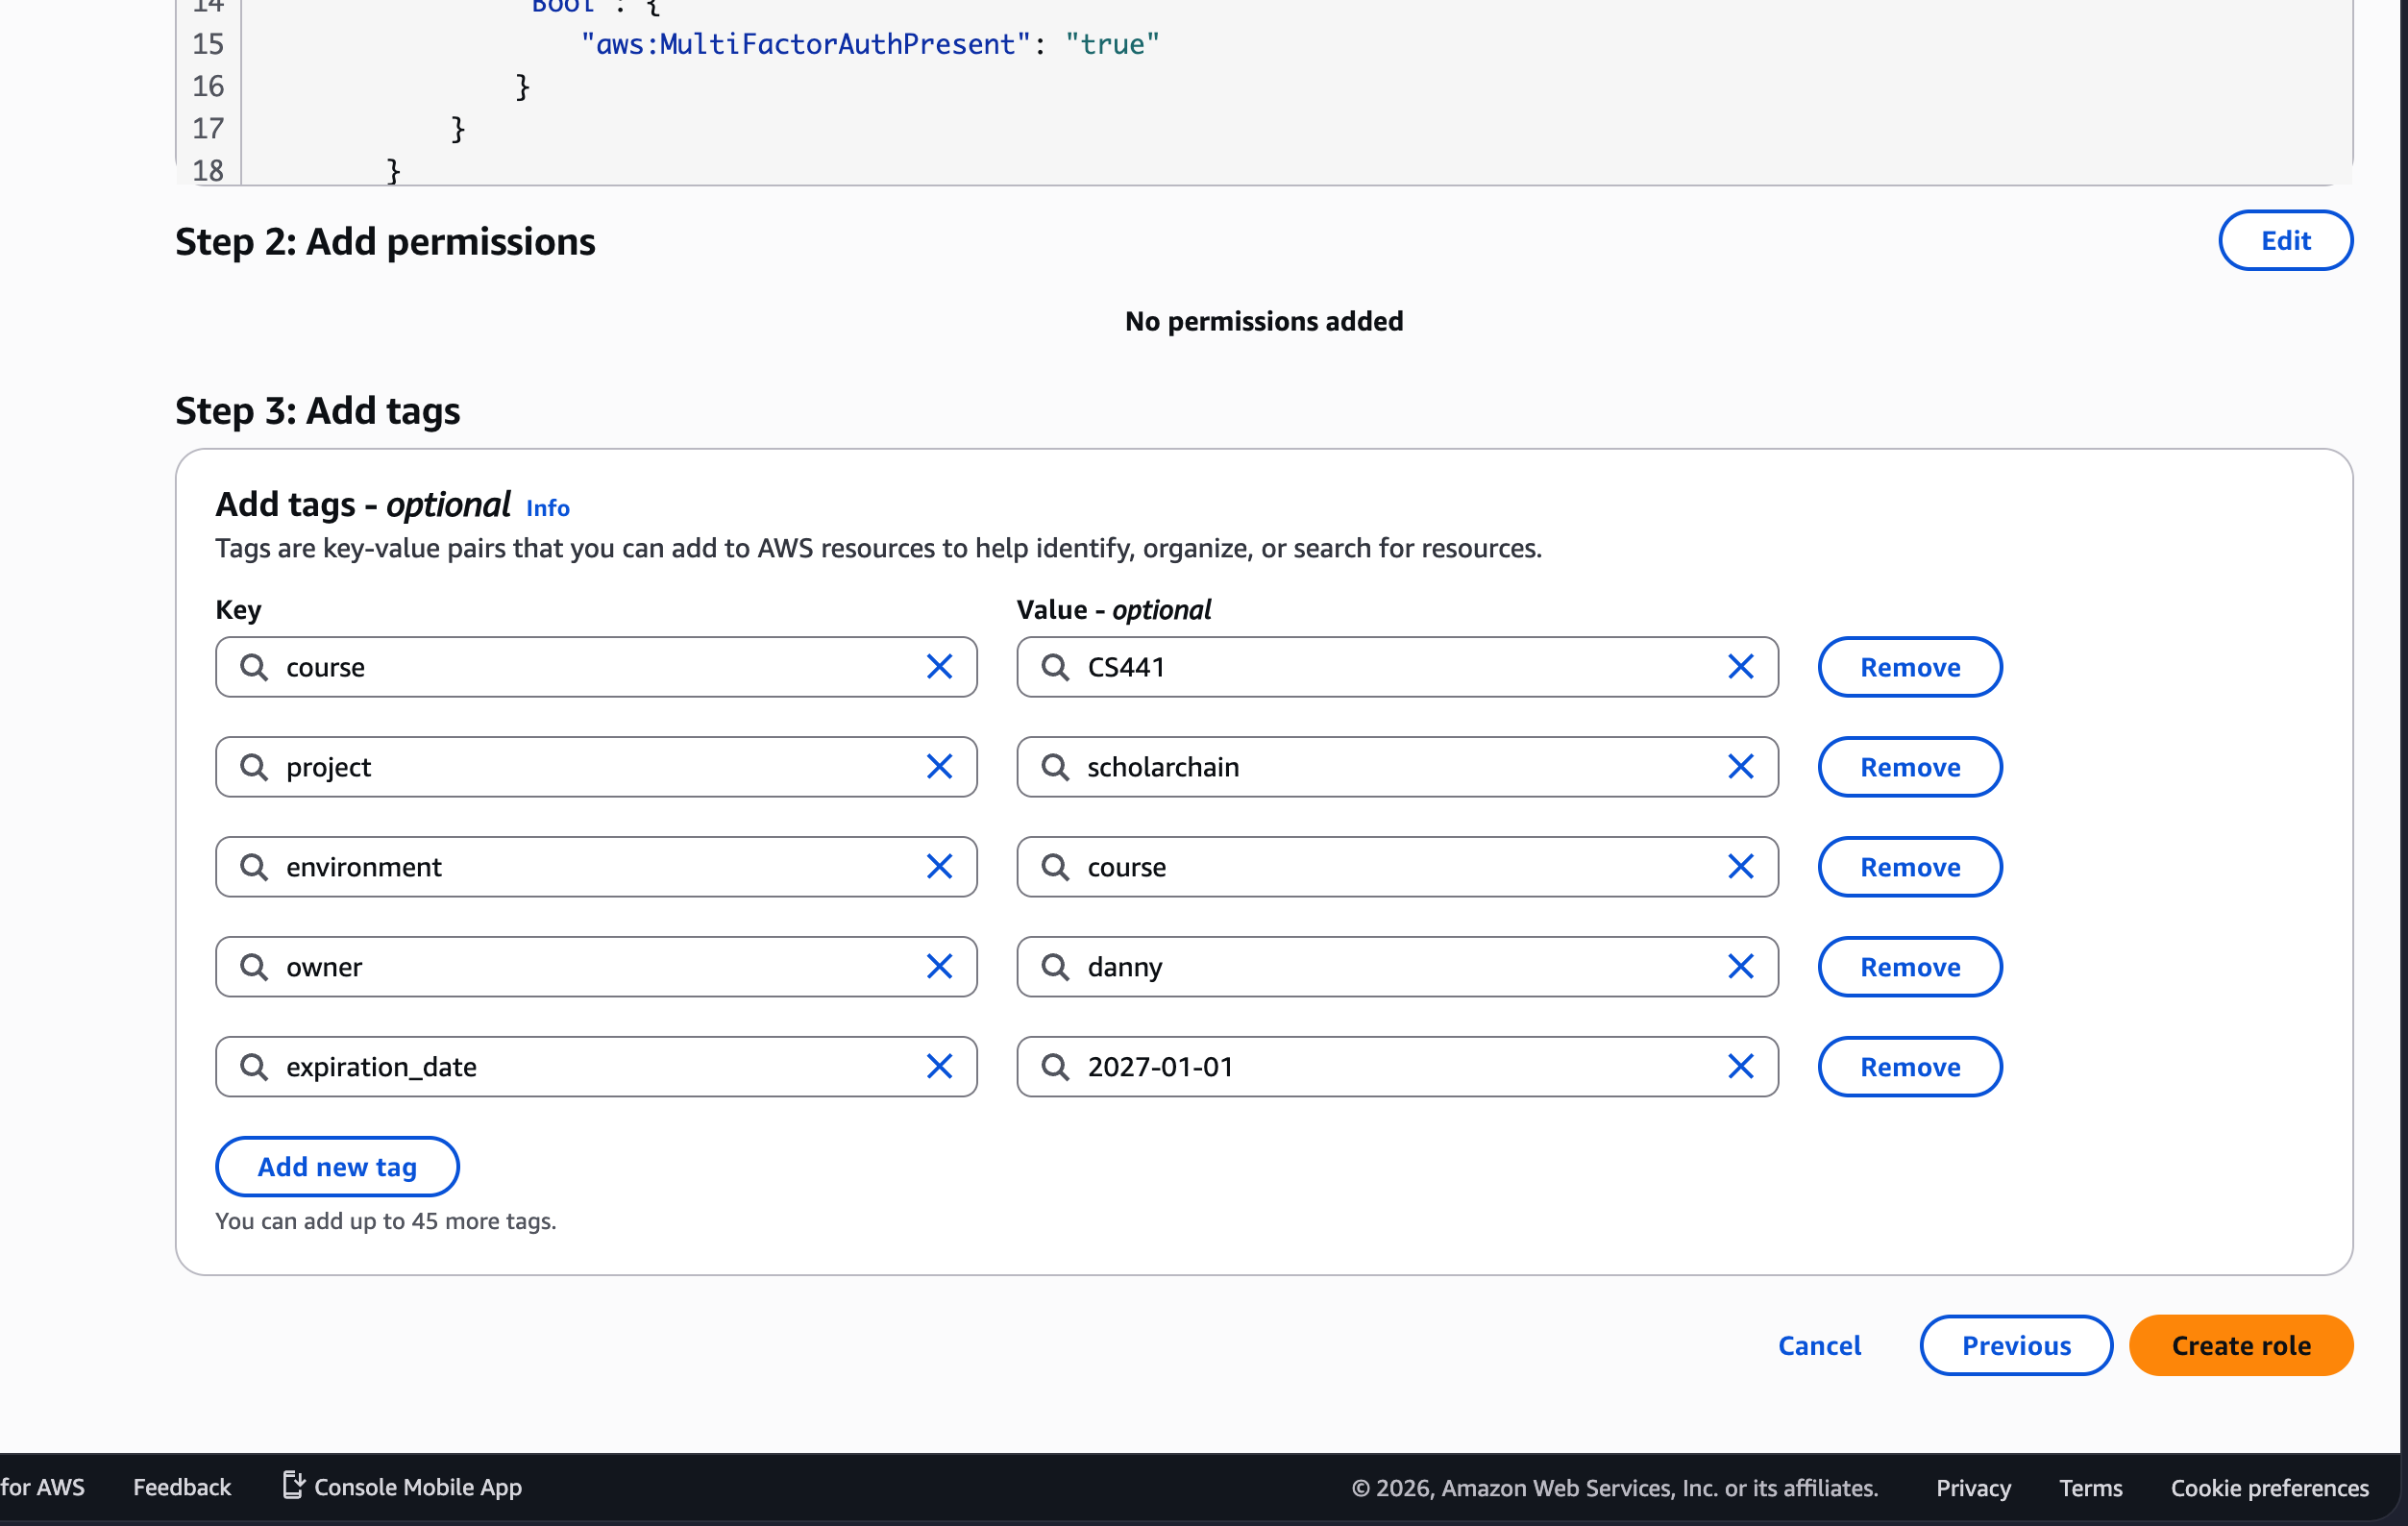 14 "Bool": {
15 "aws:MultiFactorAuthPresent": "true"
16 }
17 }
18 }
Step 2: Add permissions
Edit
No permissions added
Step 3: Add tags
Add tags - optional Info
Tags are key-value pairs that you can add to AWS resources to help identify, organize, or search for resources.
Key Value - optional
course CS441 Remove
project scholarchain Remove
environment course Remove
owner danny Remove
expiration_date 2027-01-01 Remove
Add new tag
You can add up to 45 more tags.
Cancel Previous Create role
for AWS Feedback Console Mobile App © 2026, Amazon Web Services, Inc. or its affiliates. Privacy Terms Cookie preferences